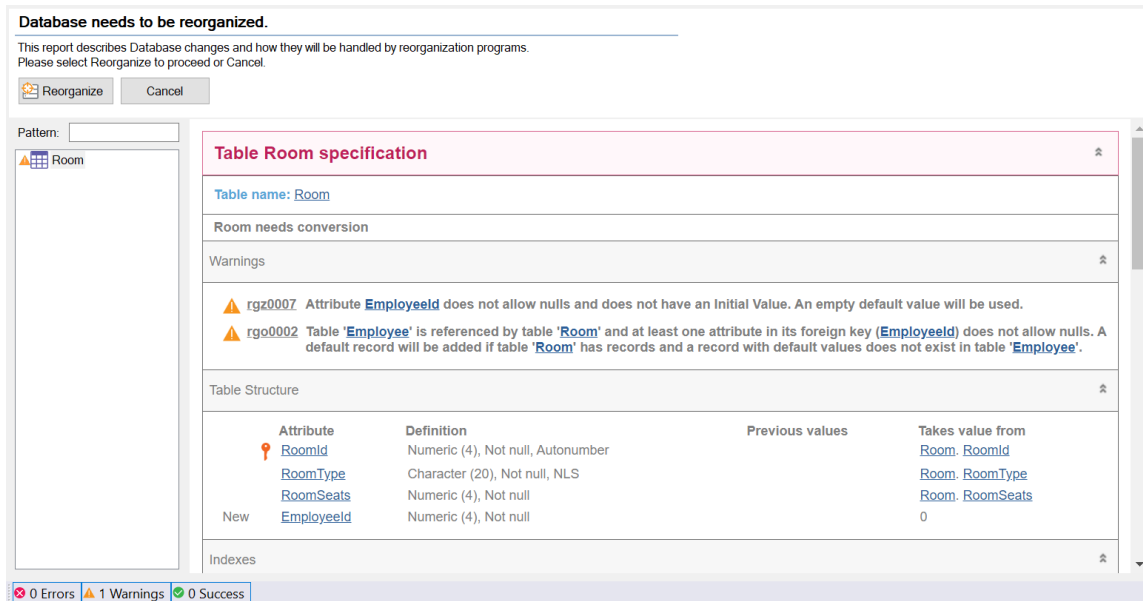 Database needs to be reorganized.
This report describes Database changes and how they will be handled by reorganization programs.
Please select Reorganize to proceed or Cancel.
Reorganize Cancel
Pattern:
Room
Table Room specification
Table name: Room
Room needs conversion
Warnings
rgz0007 Attribute EmployeeId does not allow nulls and does not have an Initial Value. An empty default value will be used.
rgo0002 Table 'Employee' is referenced by table 'Room' and at least one attribute in its foreign key (EmployeeId) does not allow nulls. A
default record will be added if table 'Room' has records and a record with default values does not exist in table 'Employee'.
Table Structure
Attribute Definition Previous values Takes value from
RoomId Numeric (4), Not null, Autonumber Room. RoomId
RoomType Character (20), Not null, NLS Room. RoomType
RoomSeats Numeric (4), Not null Room. RoomSeats
New EmployeeId Numeric (4), Not null 0
Indexes
0 Errors 1 Warnings 0 Success